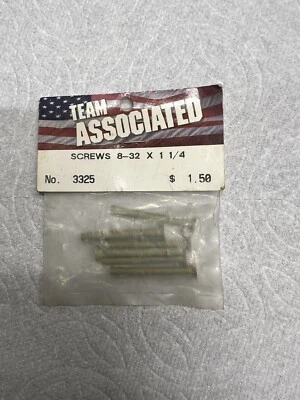 TEAM
ASSOCIATED
SCREWS 8-32 X 1 1/4
No. 3325 $ 1.50